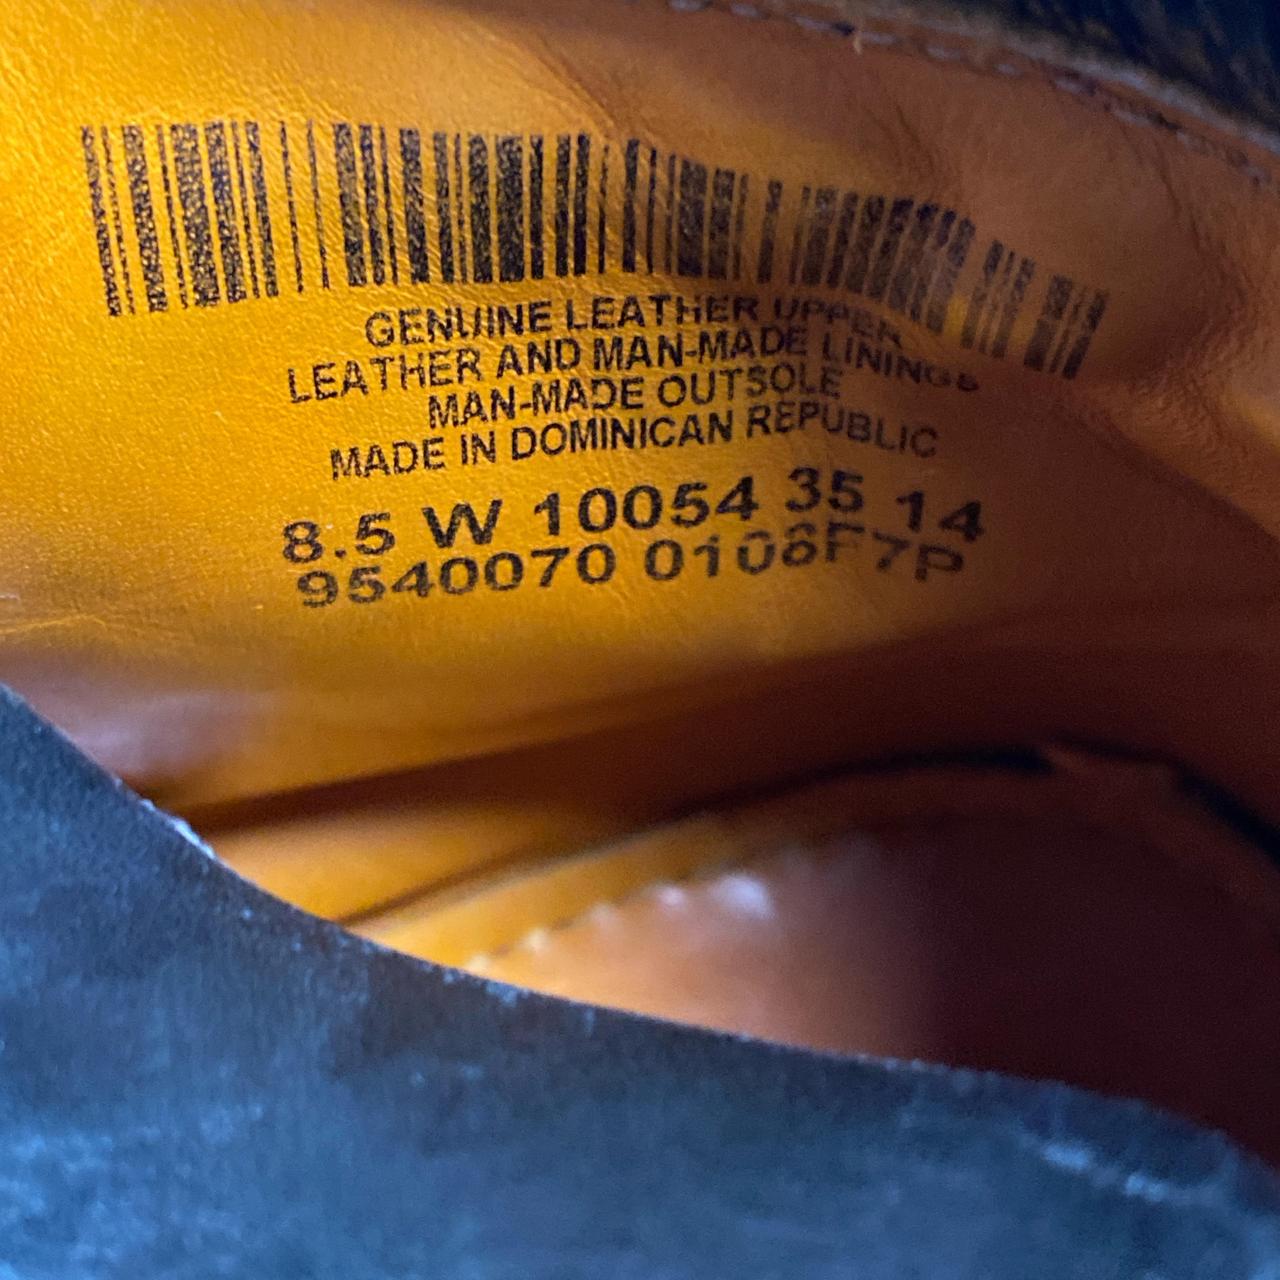 GENUINE LEATHER UPPER
LEATHER AND MAN-MADE LININGS
MAN-MADE OUTSOLE
MADE IN DOMINICAN REPUBLIC
8.5 W 10054 35 14
9540070 0106F7P